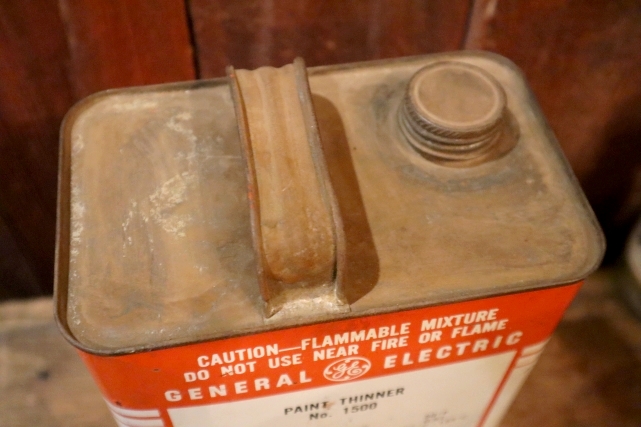 CAUTION—FLAMMABLE MIXTURE
DO NOT USE NEAR FIRE OR FLAME
GENERAL GE ELECTRIC
PAINT THINNER
No. 1500